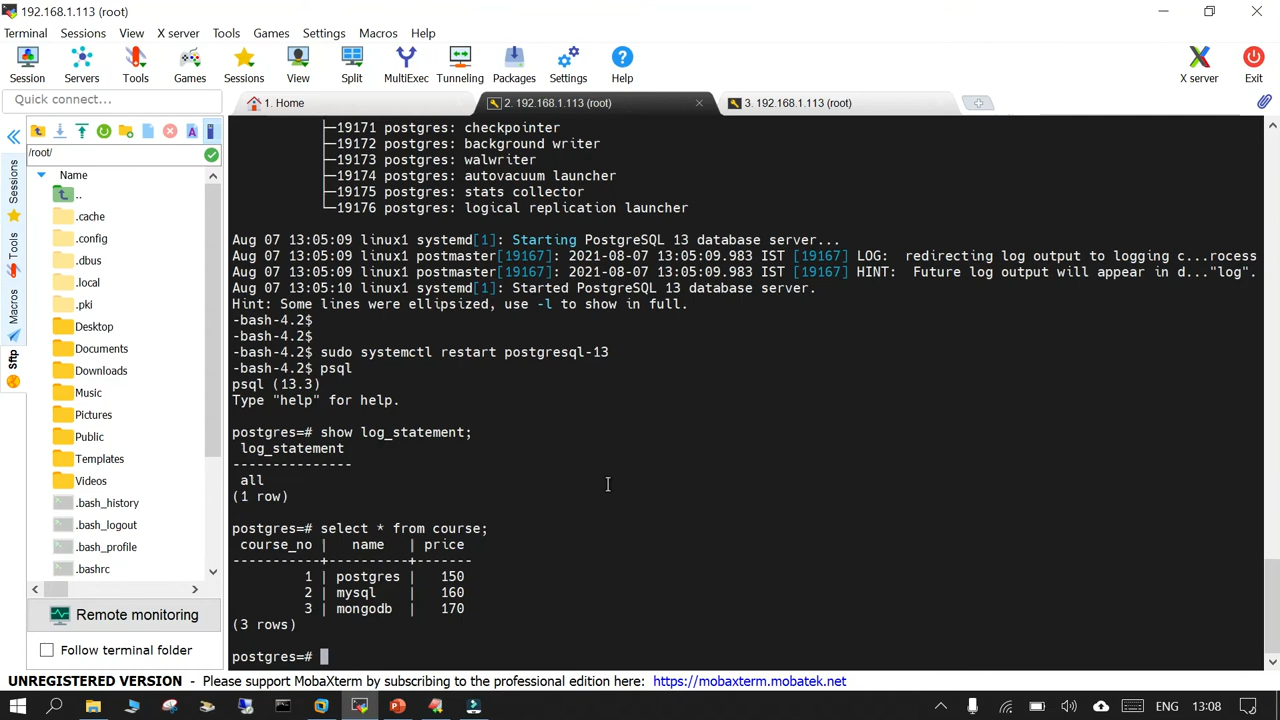 192.168.1.113 (root)
Terminal Sessions View X server Tools Games Settings Macros Help
Session Servers Tools Games Sessions View Split MultiExec Tunneling Packages Settings Help X server Exit
Quick connect...
1. Home
2. 192.168.1.113 (root)
3. 192.168.1.113 (root)
Sessions
Tools
Macros
Sftp
/root/
Name
..
.cache
.config
.dbus
.local
.pki
Desktop
Documents
Downloads
Music
Pictures
Public
Templates
Videos
.bash_history
.bash_logout
.bash_profile
.bashrc
Remote monitoring
Follow terminal folder
├─19171 postgres: checkpointer
├─19172 postgres: background writer
├─19173 postgres: walwriter
├─19174 postgres: autovacuum launcher
├─19175 postgres: stats collector
└─19176 postgres: logical replication launcher
Aug 07 13:05:09 linux1 systemd[1]: Starting PostgreSQL 13 database server...
Aug 07 13:05:09 linux1 postmaster[19167]: 2021-08-07 13:05:09.983 IST [19167] LOG:  redirecting log output to logging c...rocess
Aug 07 13:05:09 linux1 postmaster[19167]: 2021-08-07 13:05:09.983 IST [19167] HINT:  Future log output will appear in d..."log".
Aug 07 13:05:10 linux1 systemd[1]: Started PostgreSQL 13 database server.
Hint: Some lines were ellipsized, use -l to show in full.
-bash-4.2$
-bash-4.2$
-bash-4.2$ sudo systemctl restart postgresql-13
-bash-4.2$ psql
psql (13.3)
Type "help" for help.
postgres=# show log_statement;
log_statement
---------------
all
(1 row)
postgres=# select * from course;
course_no |   name   | price
-----------+----------+-------
1 | postgres |   150
2 | mysql    |   160
3 | mongodb  |   170
(3 rows)
postgres=#
UNREGISTERED VERSION - Please support MobaXterm by subscribing to the professional edition here: https://mobaxterm.mobatek.net
ENG 13:08